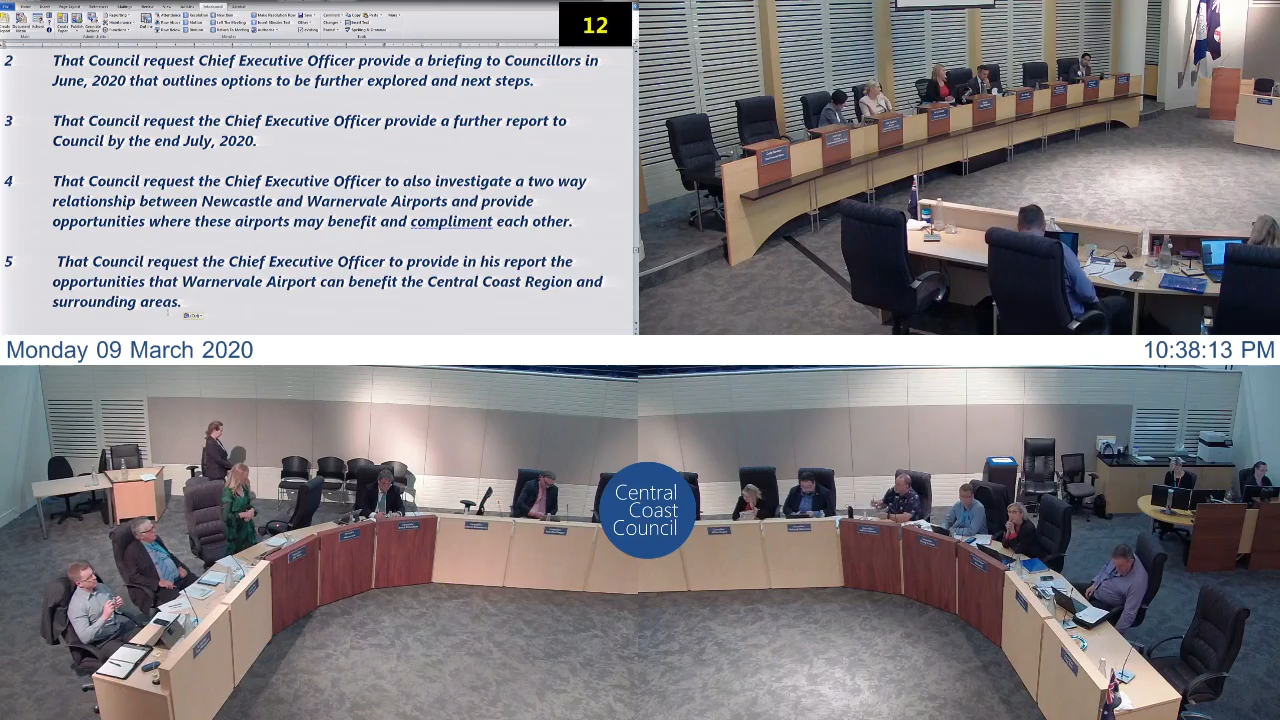 12
2 That Council request Chief Executive Officer provide a briefing to Councillors in
June, 2020 that outlines options to be further explored and next steps.
3 That Council request the Chief Executive Officer provide a further report to
Council by the end July, 2020.
4 That Council request the Chief Executive Officer to also investigate a two way
relationship between Newcastle and Warnervale Airports and provide
opportunities where these airports may benefit and compliment each other.
5 That Council request the Chief Executive Officer to provide in his report the
opportunities that Warnervale Airport can benefit the Central Coast Region and
surrounding areas.
Monday 09 March 2020
10:38:13 PM
Central
Coast
Council